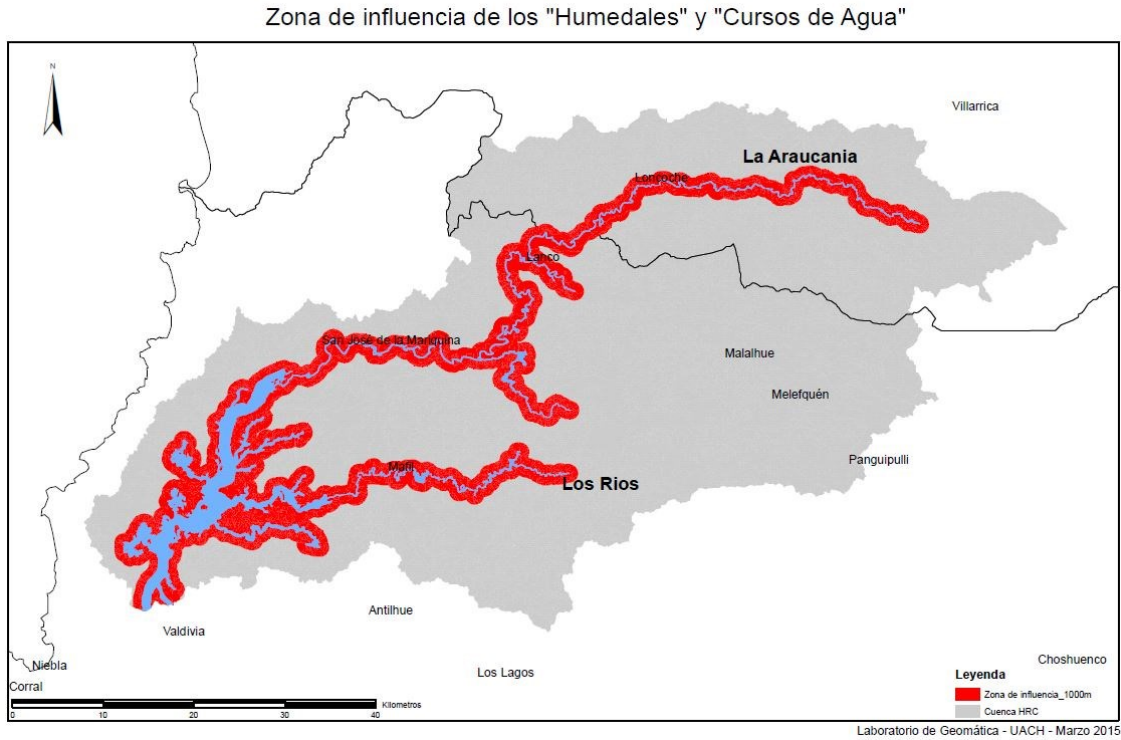 Zona de influencia de los "Humedales" y "Cursos de Agua"
N
Villarrica
La Araucania
Loncoche
Lanco
San José de la Mariquina
Malalhue
Melefquén
Panguipulli
Mafil
Los Rios
Antilhue
Valdivia
Niebla
Los Lagos
Choshuenco
Corral
0 10 20 30 40 Kilometros
Leyenda
Zona de influencia_1000m
Cuenca HRC
Laboratorio de Geomática - UACH - Marzo 2015